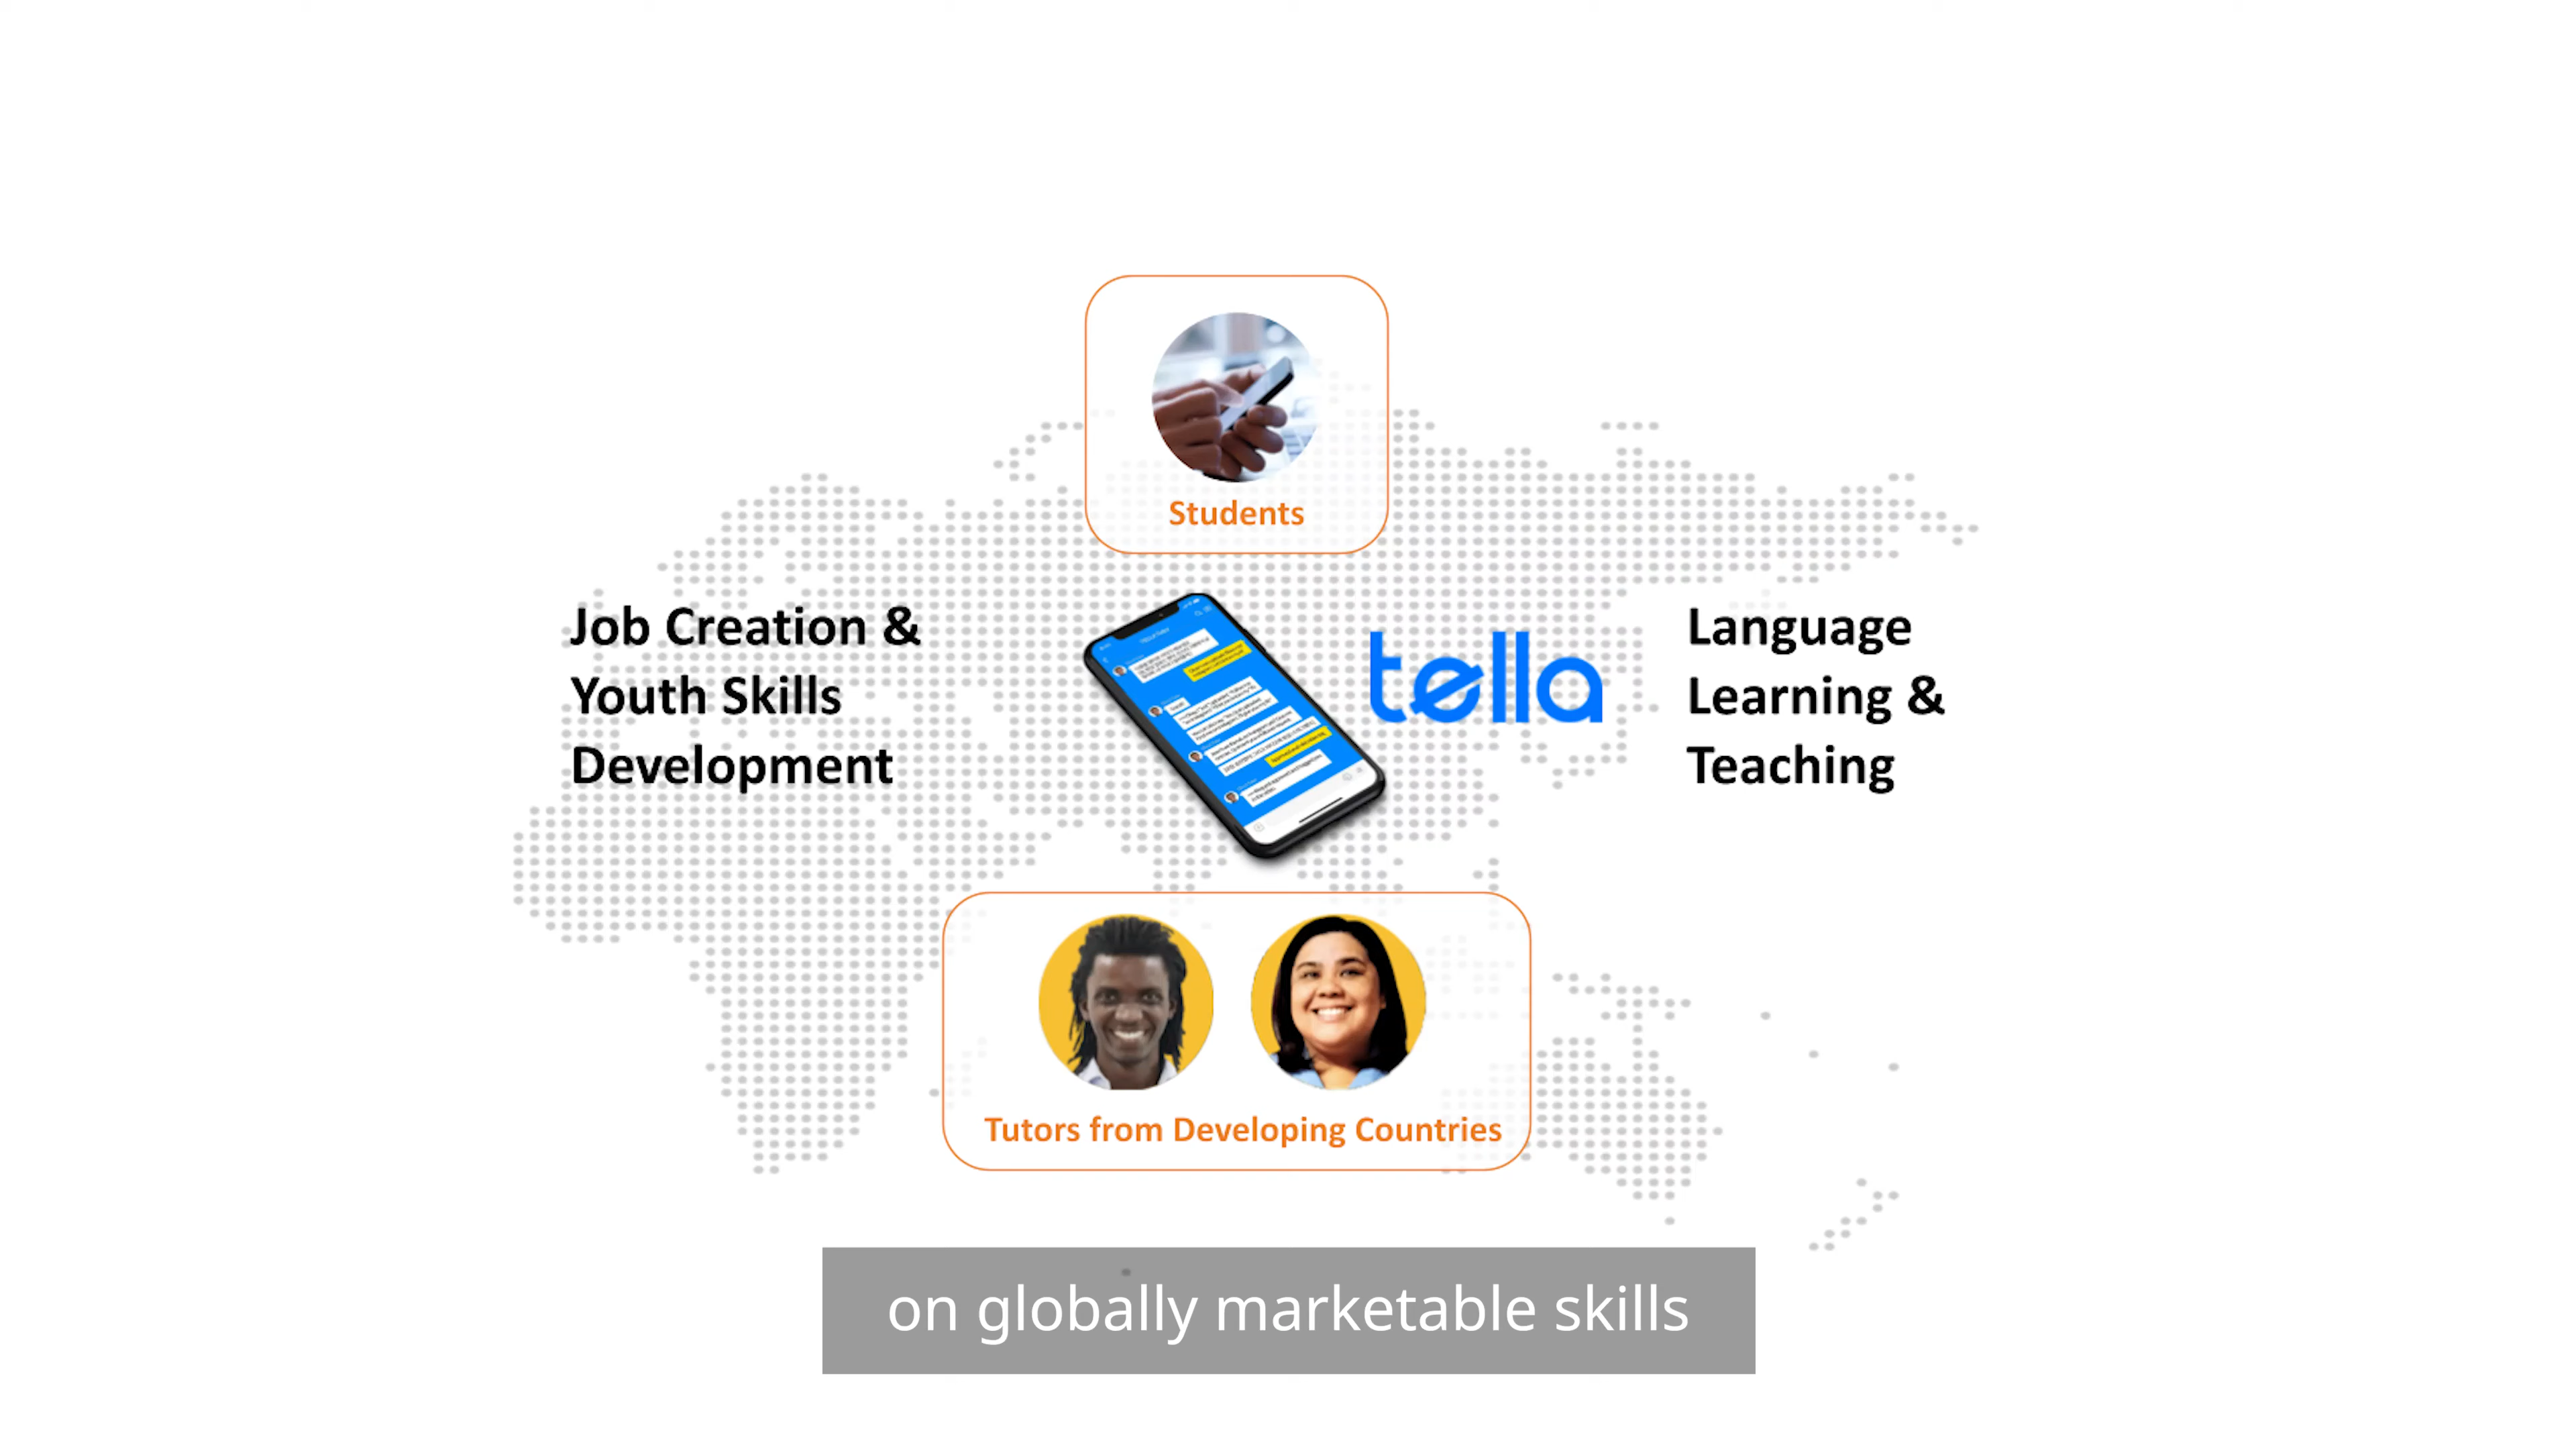 Students
Job Creation &
Youth Skills
Development
tella
Language
Learning &
Teaching
Tutors from Developing Countries
on globally marketable skills